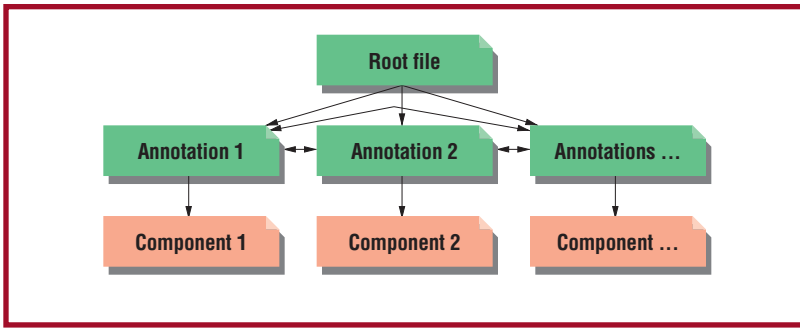 Root file
Annotation 1
Annotation 2
Annotations …
Component 1
Component 2
Component …